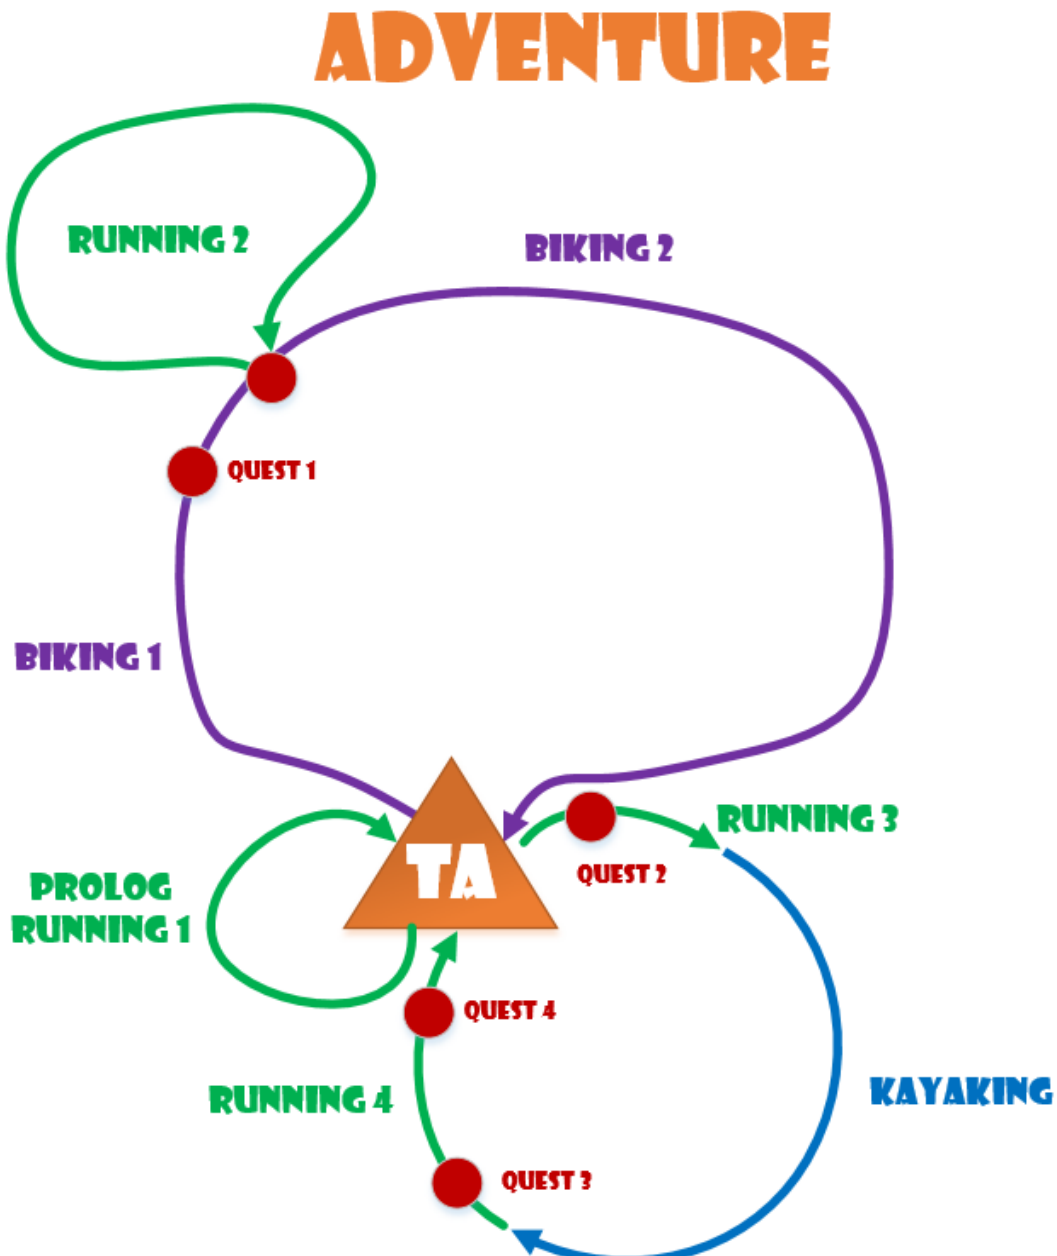 ADVENTURE
RUNNING 2
BIKING 2
QUEST 1
BIKING 1
RUNNING 3
TA
QUEST 2
PROLOG
RUNNING 1
QUEST 4
KAYAKING
RUNNING 4
QUEST 3